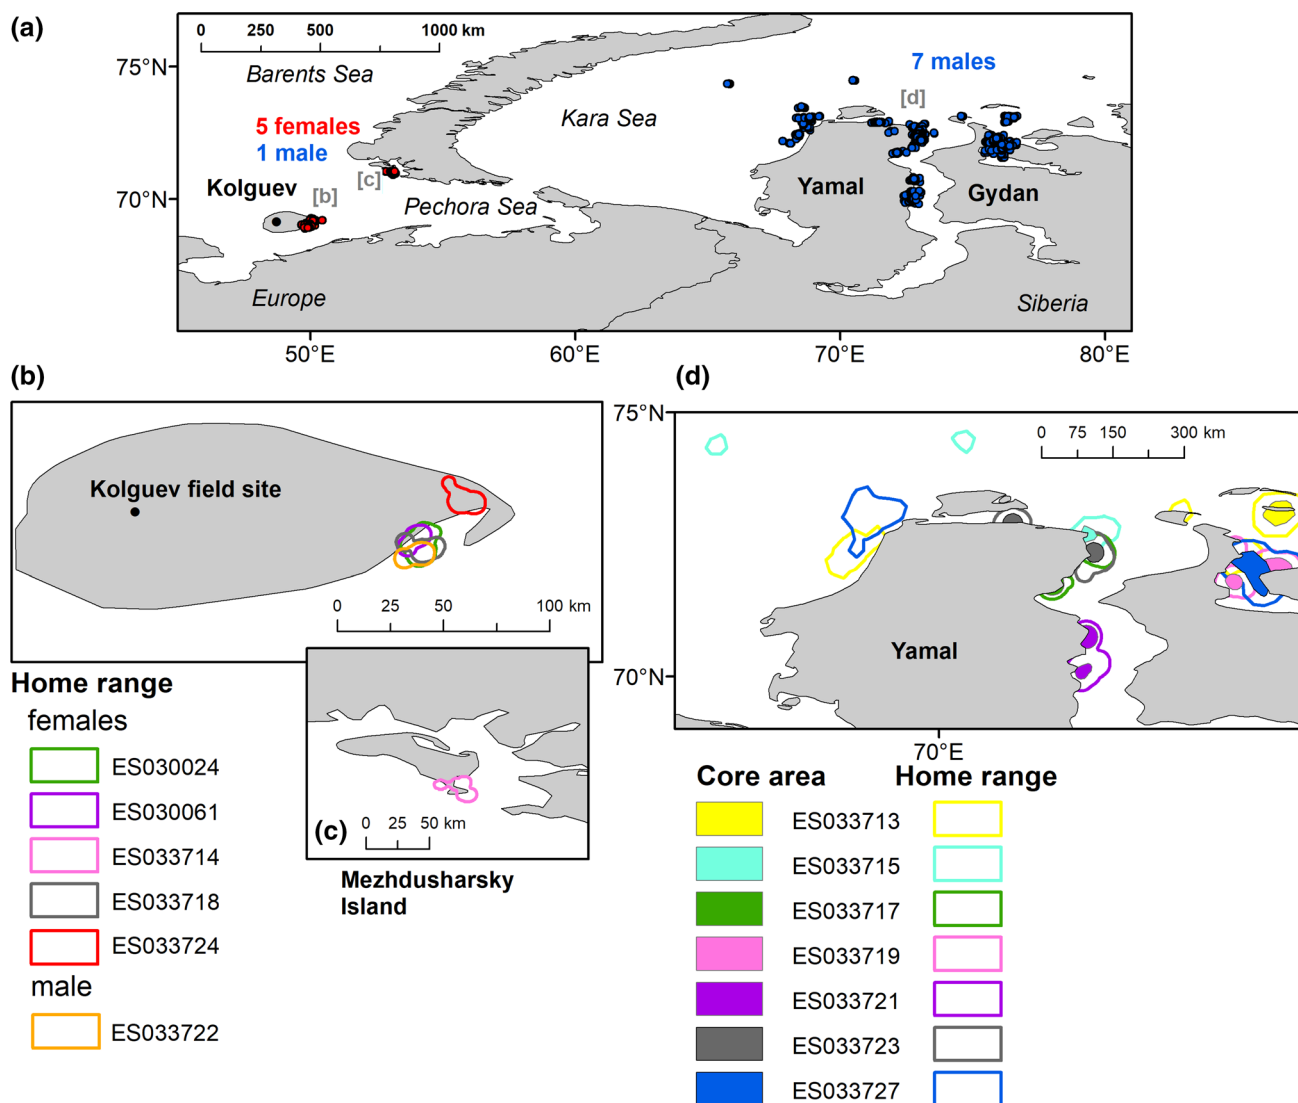 (a)
0 250 500 1000 km
Barents Sea
75°N
7 males
[d]
Kara Sea
5 females
1 male
[c]
Kolguev
[b]
70°N
Pechora Sea
Yamal
Gydan
Europe
Siberia
50°E 60°E 70°E 80°E
(b)
Kolguev field site
0 25 50 100 km
Home range
females
ES030024
ES030061
ES033714
ES033718
ES033724
male
ES033722
0 25 50 km
(c)
Mezhdusharsky
Island
(d)
75°N
0 75 150 300 km
Yamal
70°N
70°E
Core area Home range
ES033713
ES033715
ES033717
ES033719
ES033721
ES033723
ES033727